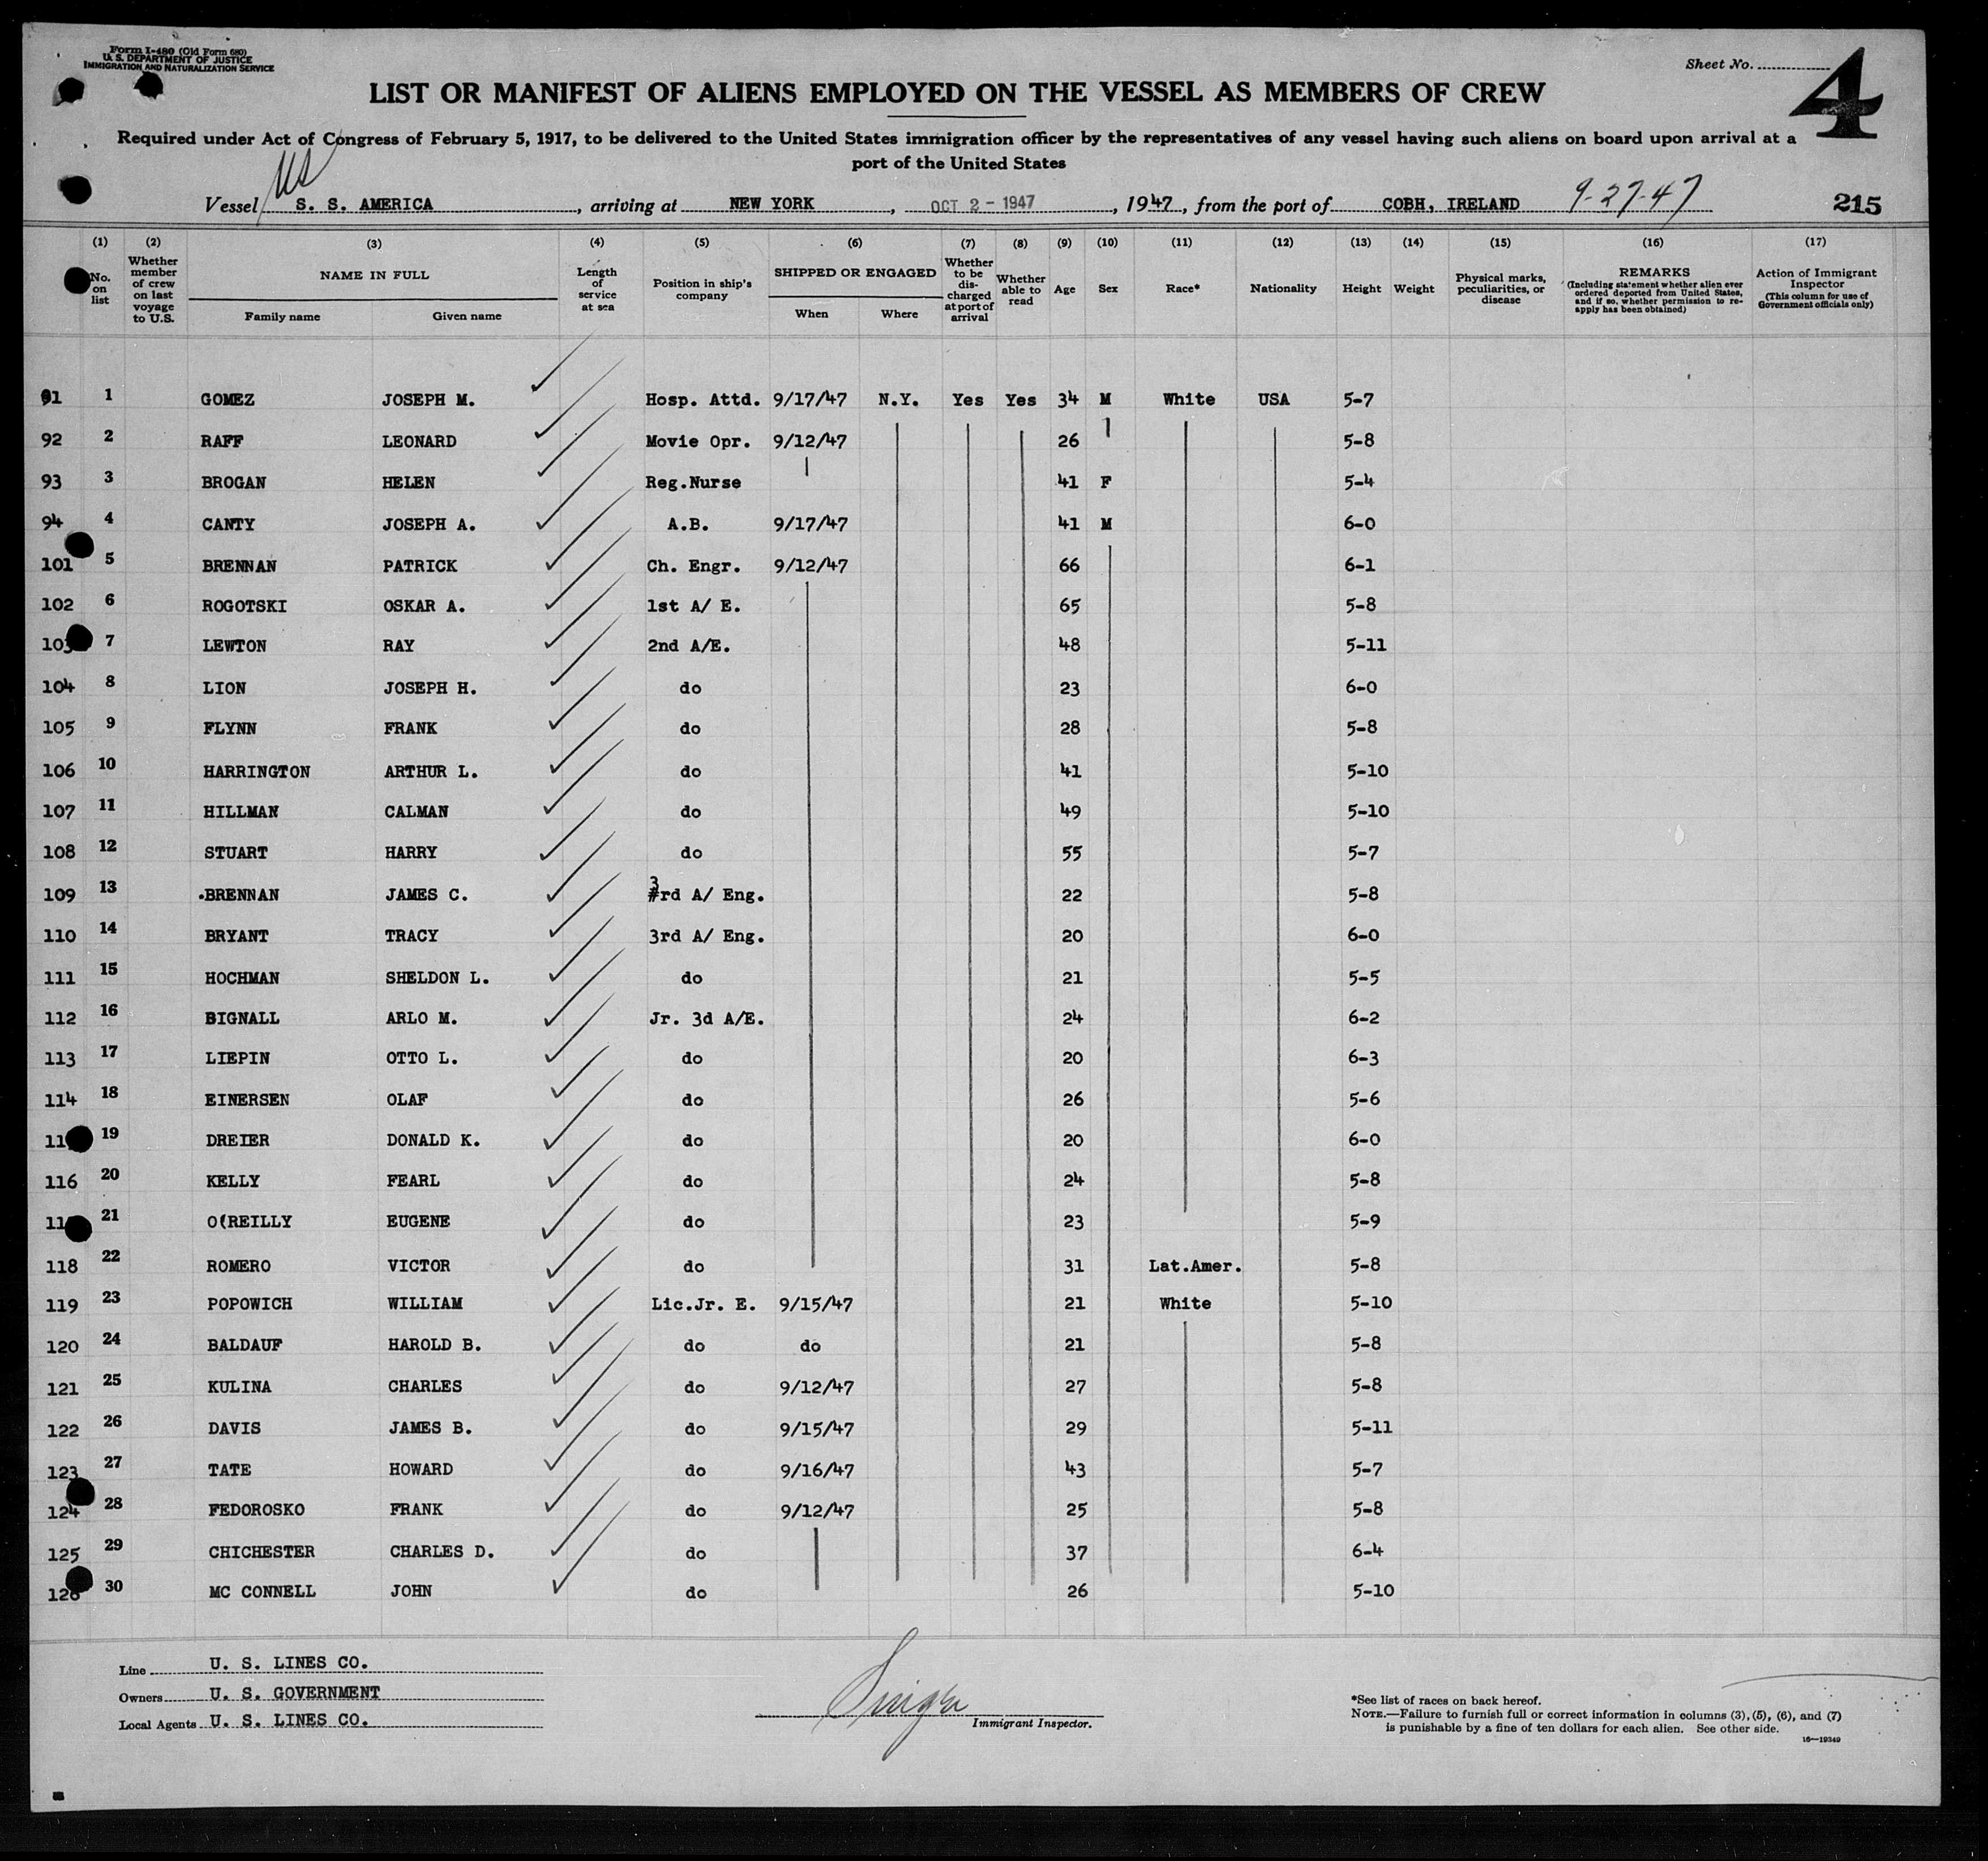 Form I-480 (Old Form 680)
U. S. DEPARTMENT OF JUSTICE
IMMIGRATION AND NATURALIZATION SERVICE
Sheet No. 4
LIST OR MANIFEST OF ALIENS EMPLOYED ON THE VESSEL AS MEMBERS OF CREW
Required under Act of Congress of February 5, 1917, to be delivered to the United States immigration officer by the representatives of any vessel having such aliens on board upon arrival at a
port of the United States
US
Vessel S. S. AMERICA, arriving at NEW YORK, OCT 2 - 1947, 1947, from the port of COBH, IRELAND 9-27-47 215
(1) (2) (3) (4) (5) (6) (7) (8) (9) (10) (11) (12) (13) (14) (15) (16) (17)
No. on list Whether member of crew on last voyage to U.S. NAME IN FULL Family name Given name Length of service at sea Position in ship's company SHIPPED OR ENGAGED When Where Whether to be discharged at port of arrival Whether able to read Age Sex Race* Nationality Height Weight Physical marks, peculiarities, or disease REMARKS (Including statement whether alien ever ordered deported from United States, and if so, whether permission to reapply has been obtained) Action of Immigrant Inspector (This column for use of Government officials only)
91 1 GOMEZ JOSEPH M. Hosp. Attd. 9/17/47 N.Y. Yes Yes 34 M White USA 5-7
92 2 RAFF LEONARD Movie Opr. 9/12/47 26 5-8
93 3 BROGAN HELEN Reg.Nurse 41 F 5-4
94 4 CANTY JOSEPH A. A.B. 9/17/47 41 M 6-0
101 5 BRENNAN PATRICK Ch. Engr. 9/12/47 66 6-1
102 6 ROGOTSKI OSKAR A. 1st A/ E. 65 5-8
103 7 LEWTON RAY 2nd A/E. 48 5-11
104 8 LION JOSEPH H. do 23 6-0
105 9 FLYNN FRANK do 28 5-8
106 10 HARRINGTON ARTHUR L. do 41 5-10
107 11 HILLMAN CALMAN do 49 5-10
108 12 STUART HARRY do 55 5-7
109 13 .BRENNAN JAMES C. 3rd A/ Eng. 22 5-8
110 14 BRYANT TRACY 3rd A/ Eng. 20 6-0
111 15 HOCHMAN SHELDON L. do 21 5-5
112 16 BIGNALL ARLO M. Jr. 3d A/E. 24 6-2
113 17 LIEPIN OTTO L. do 20 6-3
114 18 EINERSEN OLAF do 26 5-6
11 19 DREIER DONALD K. do 20 6-0
116 20 KELLY FEARL do 24 5-8
11 21 O(REILLY EUGENE do 23 5-9
118 22 ROMERO VICTOR do 31 Lat.Amer. 5-8
119 23 POPOWICH WILLIAM Lic.Jr. E. 9/15/47 21 White 5-10
120 24 BALDAUF HAROLD B. do do 21 5-8
121 25 KULINA CHARLES do 9/12/47 27 5-8
122 26 DAVIS JAMES B. do 9/15/47 29 5-11
123 27 TATE HOWARD do 9/16/47 43 5-7
124 28 FEDOROSKO FRANK do 9/12/47 25 5-8
125 29 CHICHESTER CHARLES D. do 37 6-4
126 30 MC CONNELL JOHN do 26 5-10
Line U. S. LINES CO.
Owners U. S. GOVERNMENT
Local Agents U. S. LINES CO.
Immigrant Inspector.
*See list of races on back hereof.
NOTE.—Failure to furnish full or correct information in columns (3), (5), (6), and (7)
is punishable by a fine of ten dollars for each alien. See other side.
16—19349